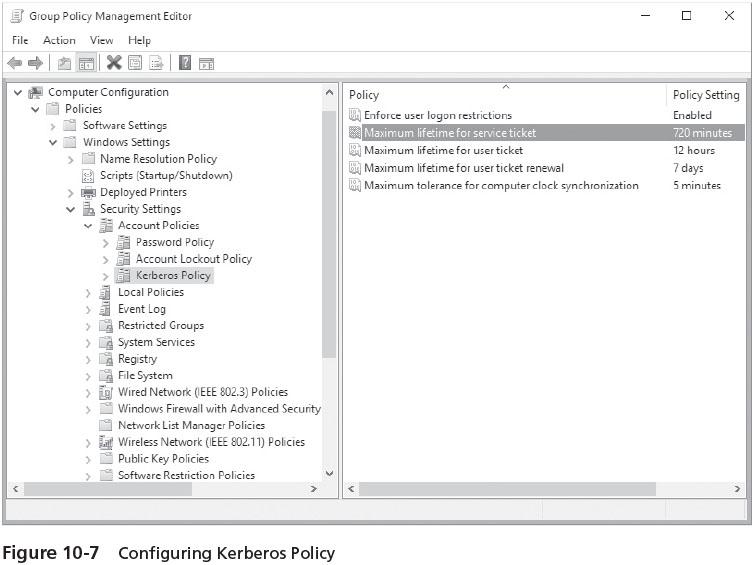 Group Policy Management Editor
File Action View Help
Computer Configuration
Policies
Software Settings
Windows Settings
Name Resolution Policy
Scripts (Startup/Shutdown)
Deployed Printers
Security Settings
Account Policies
Password Policy
Account Lockout Policy
Kerberos Policy
Local Policies
Event Log
Restricted Groups
System Services
Registry
File System
Wired Network (IEEE 802.3) Policies
Windows Firewall with Advanced Security
Network List Manager Policies
Wireless Network (IEEE 802.11) Policies
Public Key Policies
Software Restriction Policies
Policy Policy Setting
Enforce user logon restrictions Enabled
Maximum lifetime for service ticket 720 minutes
Maximum lifetime for user ticket 12 hours
Maximum lifetime for user ticket renewal 7 days
Maximum tolerance for computer clock synchronization 5 minutes
Figure 10-7 Configuring Kerberos Policy